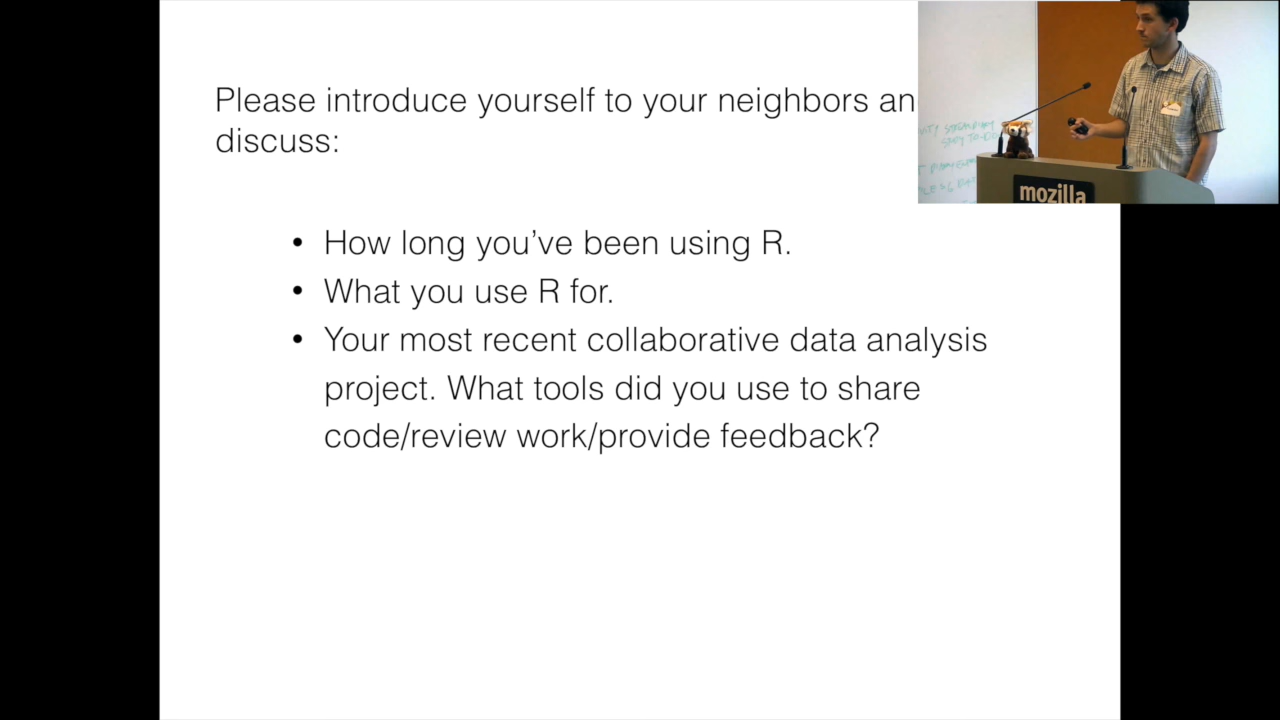 Please introduce yourself to your neighbors an
discuss:
• How long you’ve been using R.
• What you use R for.
• Your most recent collaborative data analysis
project. What tools did you use to share
code/review work/provide feedback?
mozilla